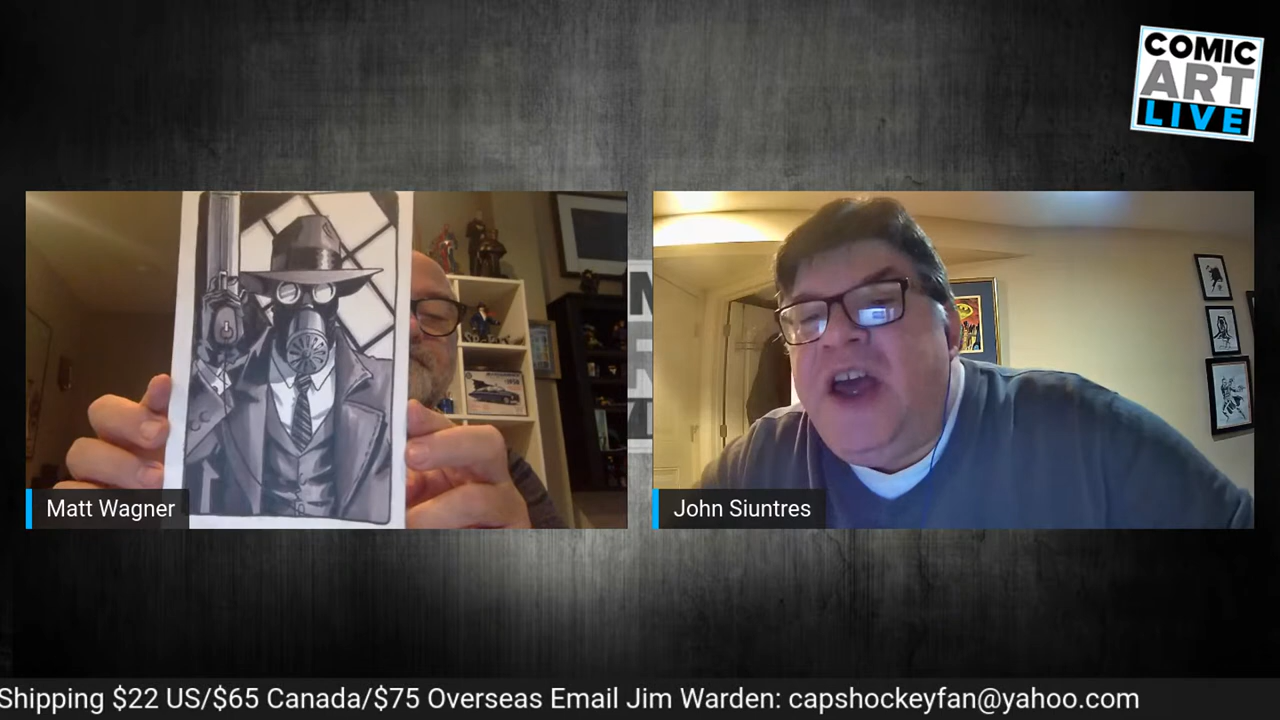 COMIC
ART
LIVE
Matt Wagner
John Siuntres
Shipping $22 US/$65 Canada/$75 Overseas Email Jim Warden: capshockeyfan@yahoo.com